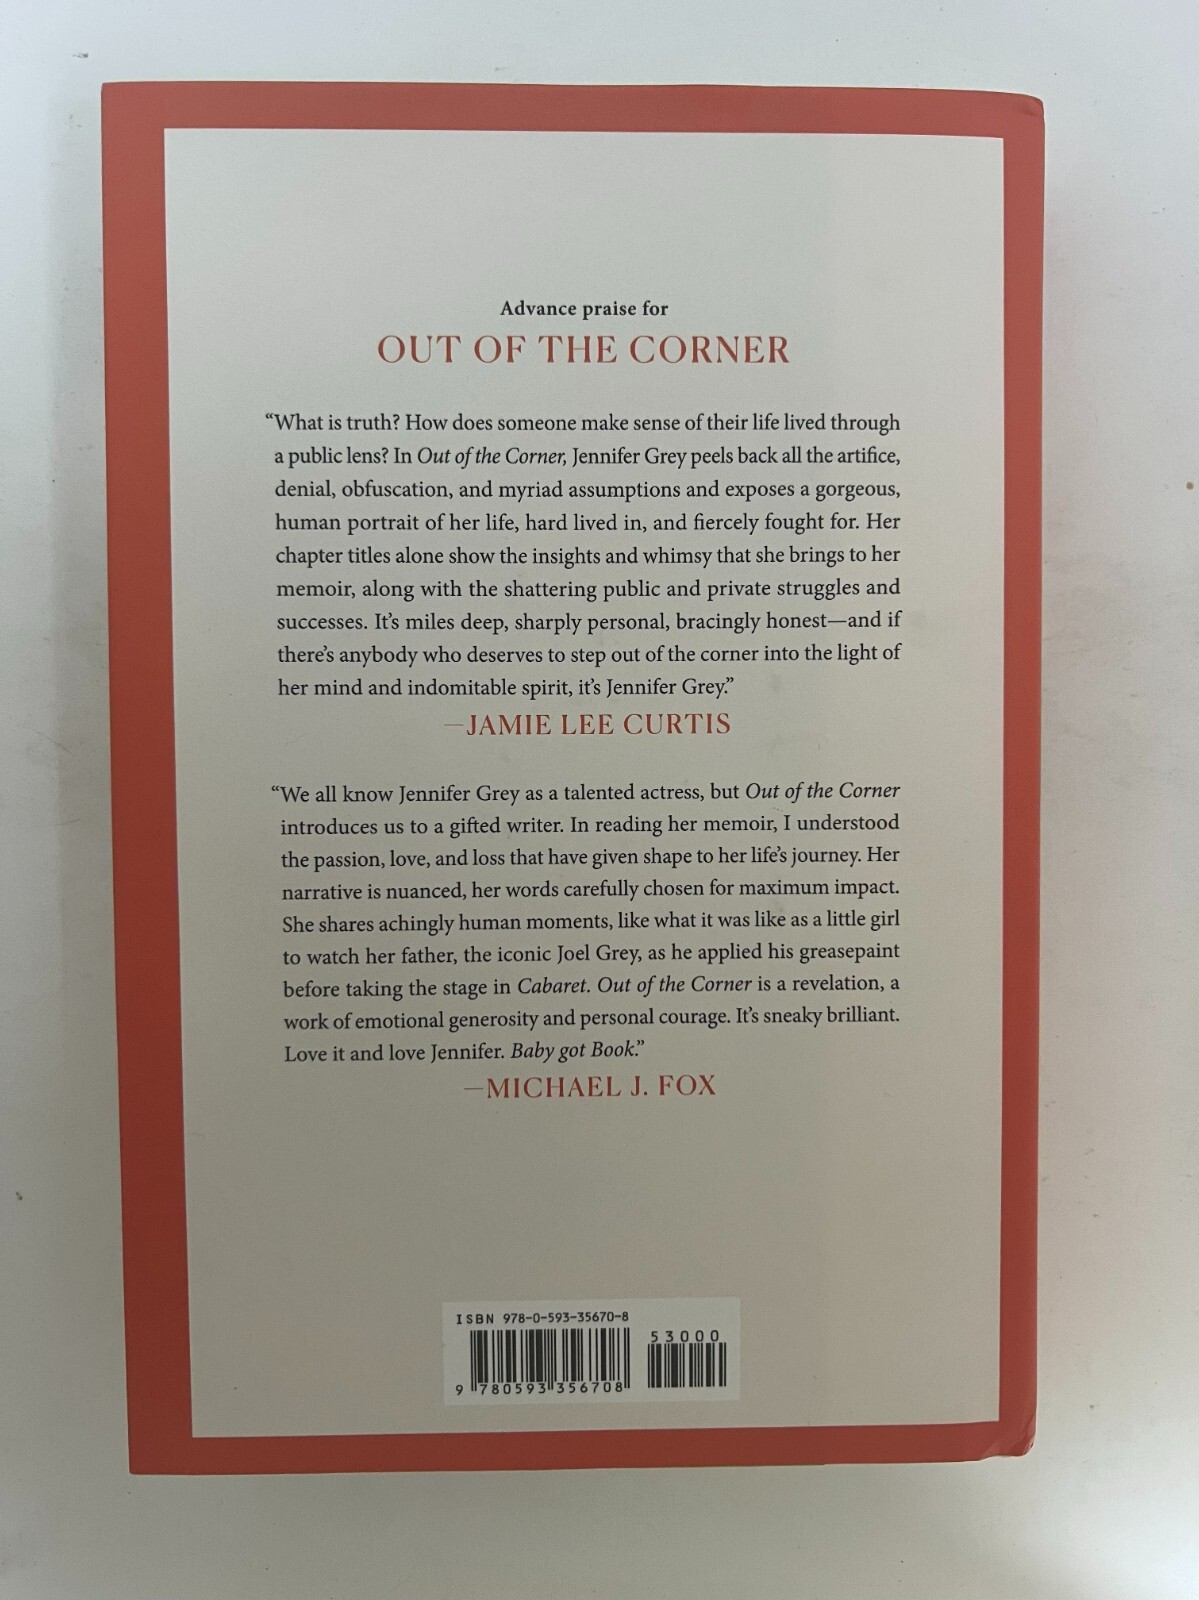 Advance praise for
OUT OF THE CORNER
“What is truth? How does someone make sense of their life lived through
a public lens? In Out of the Corner, Jennifer Grey peels back all the artifice,
denial, obfuscation, and myriad assumptions and exposes a gorgeous,
human portrait of her life, hard lived in, and fiercely fought for. Her
chapter titles alone show the insights and whimsy that she brings to her
memoir, along with the shattering public and private struggles and
successes. It’s miles deep, sharply personal, bracingly honest—and if
there’s anybody who deserves to step out of the corner into the light of
her mind and indomitable spirit, it’s Jennifer Grey.”
—JAMIE LEE CURTIS
“We all know Jennifer Grey as a talented actress, but Out of the Corner
introduces us to a gifted writer. In reading her memoir, I understood
the passion, love, and loss that have given shape to her life’s journey. Her
narrative is nuanced, her words carefully chosen for maximum impact.
She shares achingly human moments, like what it was like as a little girl
to watch her father, the iconic Joel Grey, as he applied his greasepaint
before taking the stage in Cabaret. Out of the Corner is a revelation, a
work of emotional generosity and personal courage. It’s sneaky brilliant.
Love it and love Jennifer. Baby got Book.”
—MICHAEL J. FOX
ISBN 978-0-593-35670-8
53000
9 780593 356708